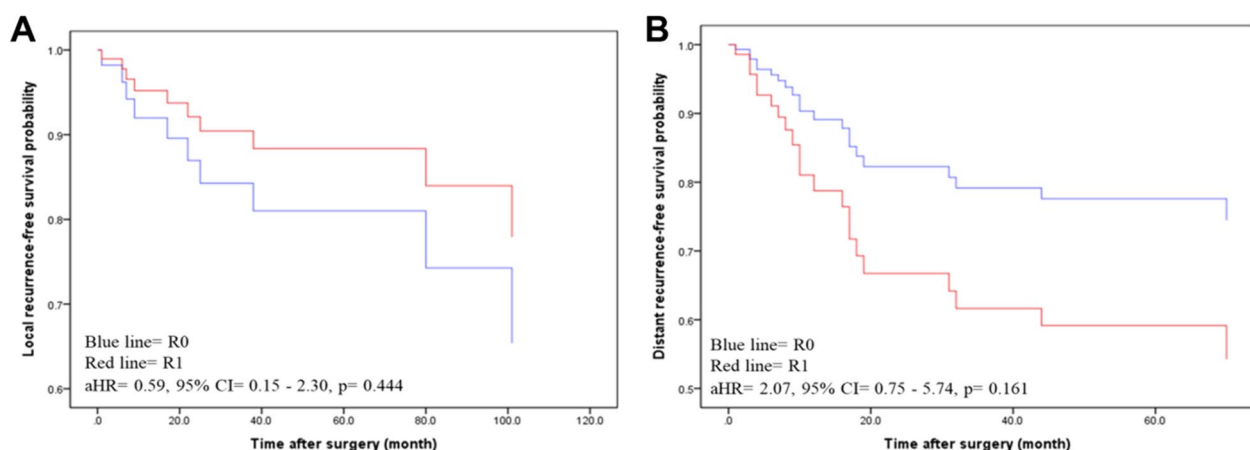 A
Local recurrence-free survival probability
1.0
0.9
0.8
0.7
0.6
Blue line= R0
Red line= R1
aHR= 0.59, 95% CI= 0.15 - 2.30, p= 0.444
.0 20.0 40.0 60.0 80.0 100.0 120.0
Time after surgery (month)
B
Distant recurrence-free survival probability
1.0
0.9
0.8
0.7
0.6
0.5
Blue line= R0
Red line= R1
aHR= 2.07, 95% CI= 0.75 - 5.74, p= 0.161
.0 20.0 40.0 60.0
Time after surgery (month)